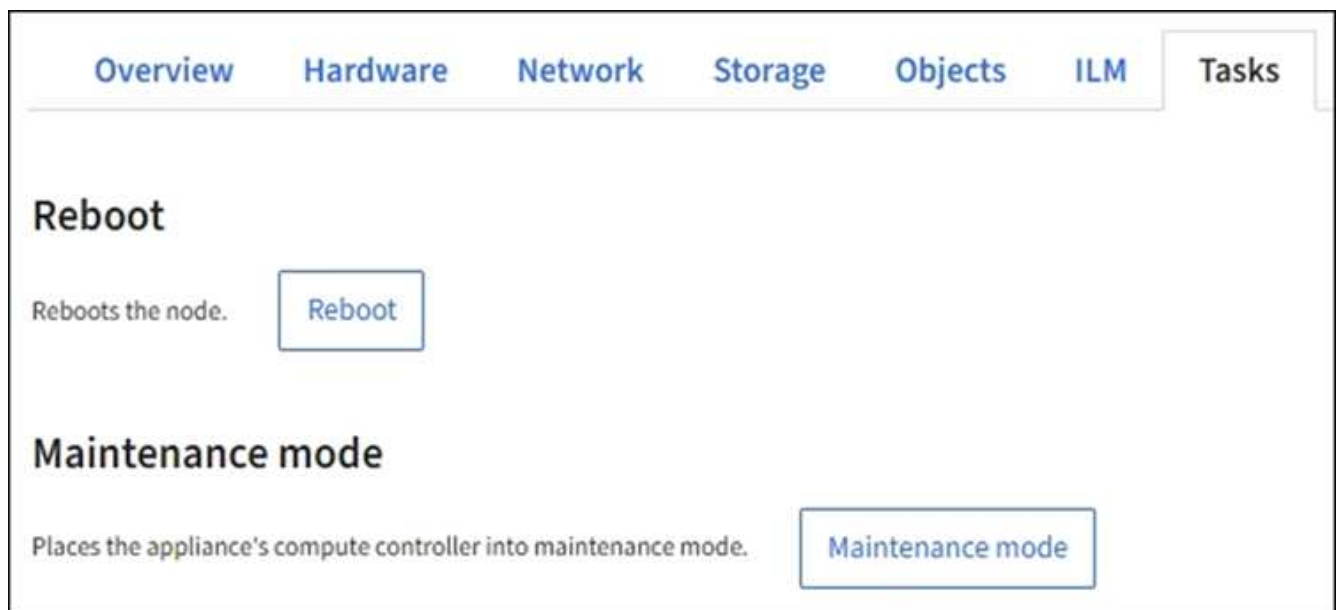 Overview Hardware Network Storage Objects ILM Tasks
Reboot
Reboots the node. Reboot
Maintenance mode
Places the appliance's compute controller into maintenance mode. Maintenance mode